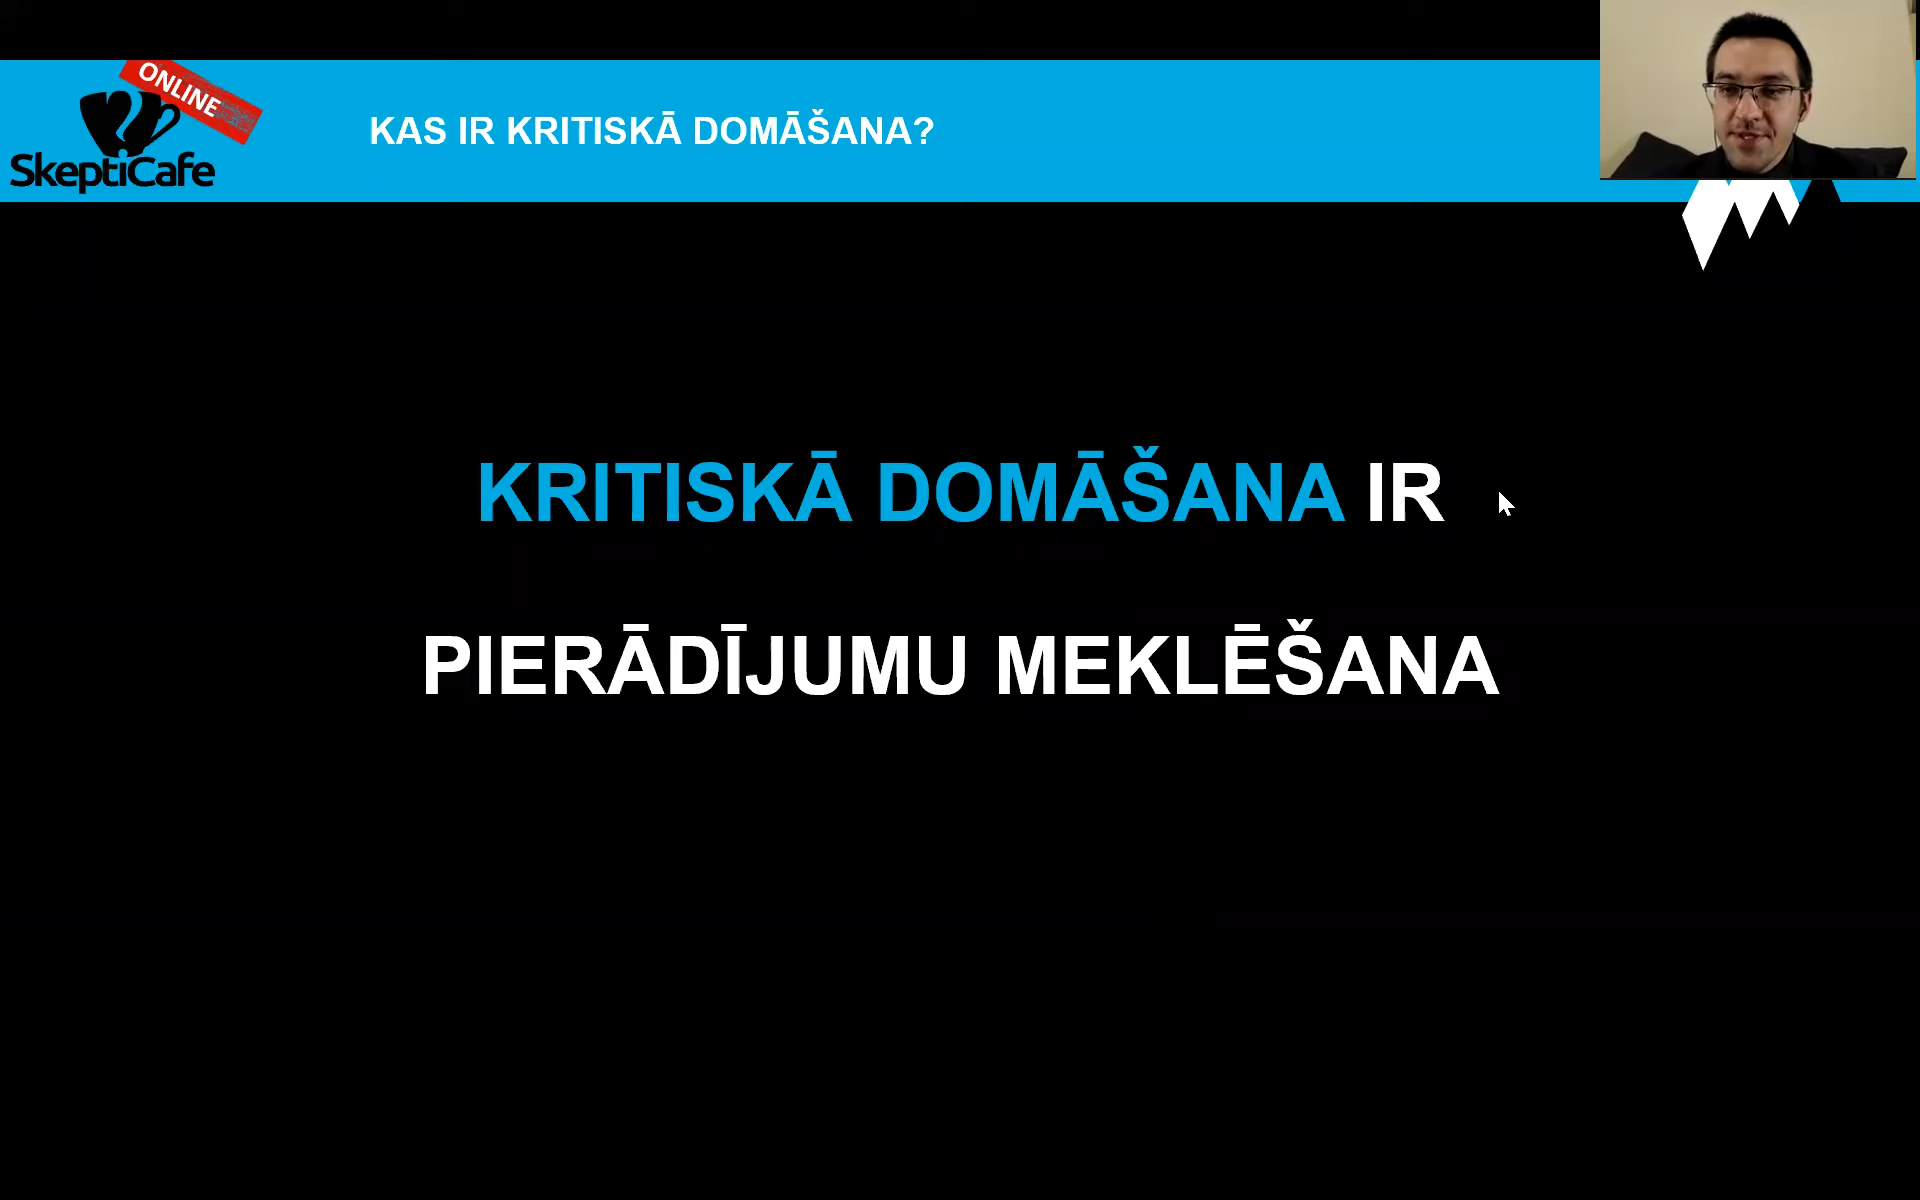 ONLINE
SkeptiCafe
KAS IR KRITISKĀ DOMĀŠANA?
KRITISKĀ DOMĀŠANA IR
PIERĀDĪJUMU MEKLĒŠANA